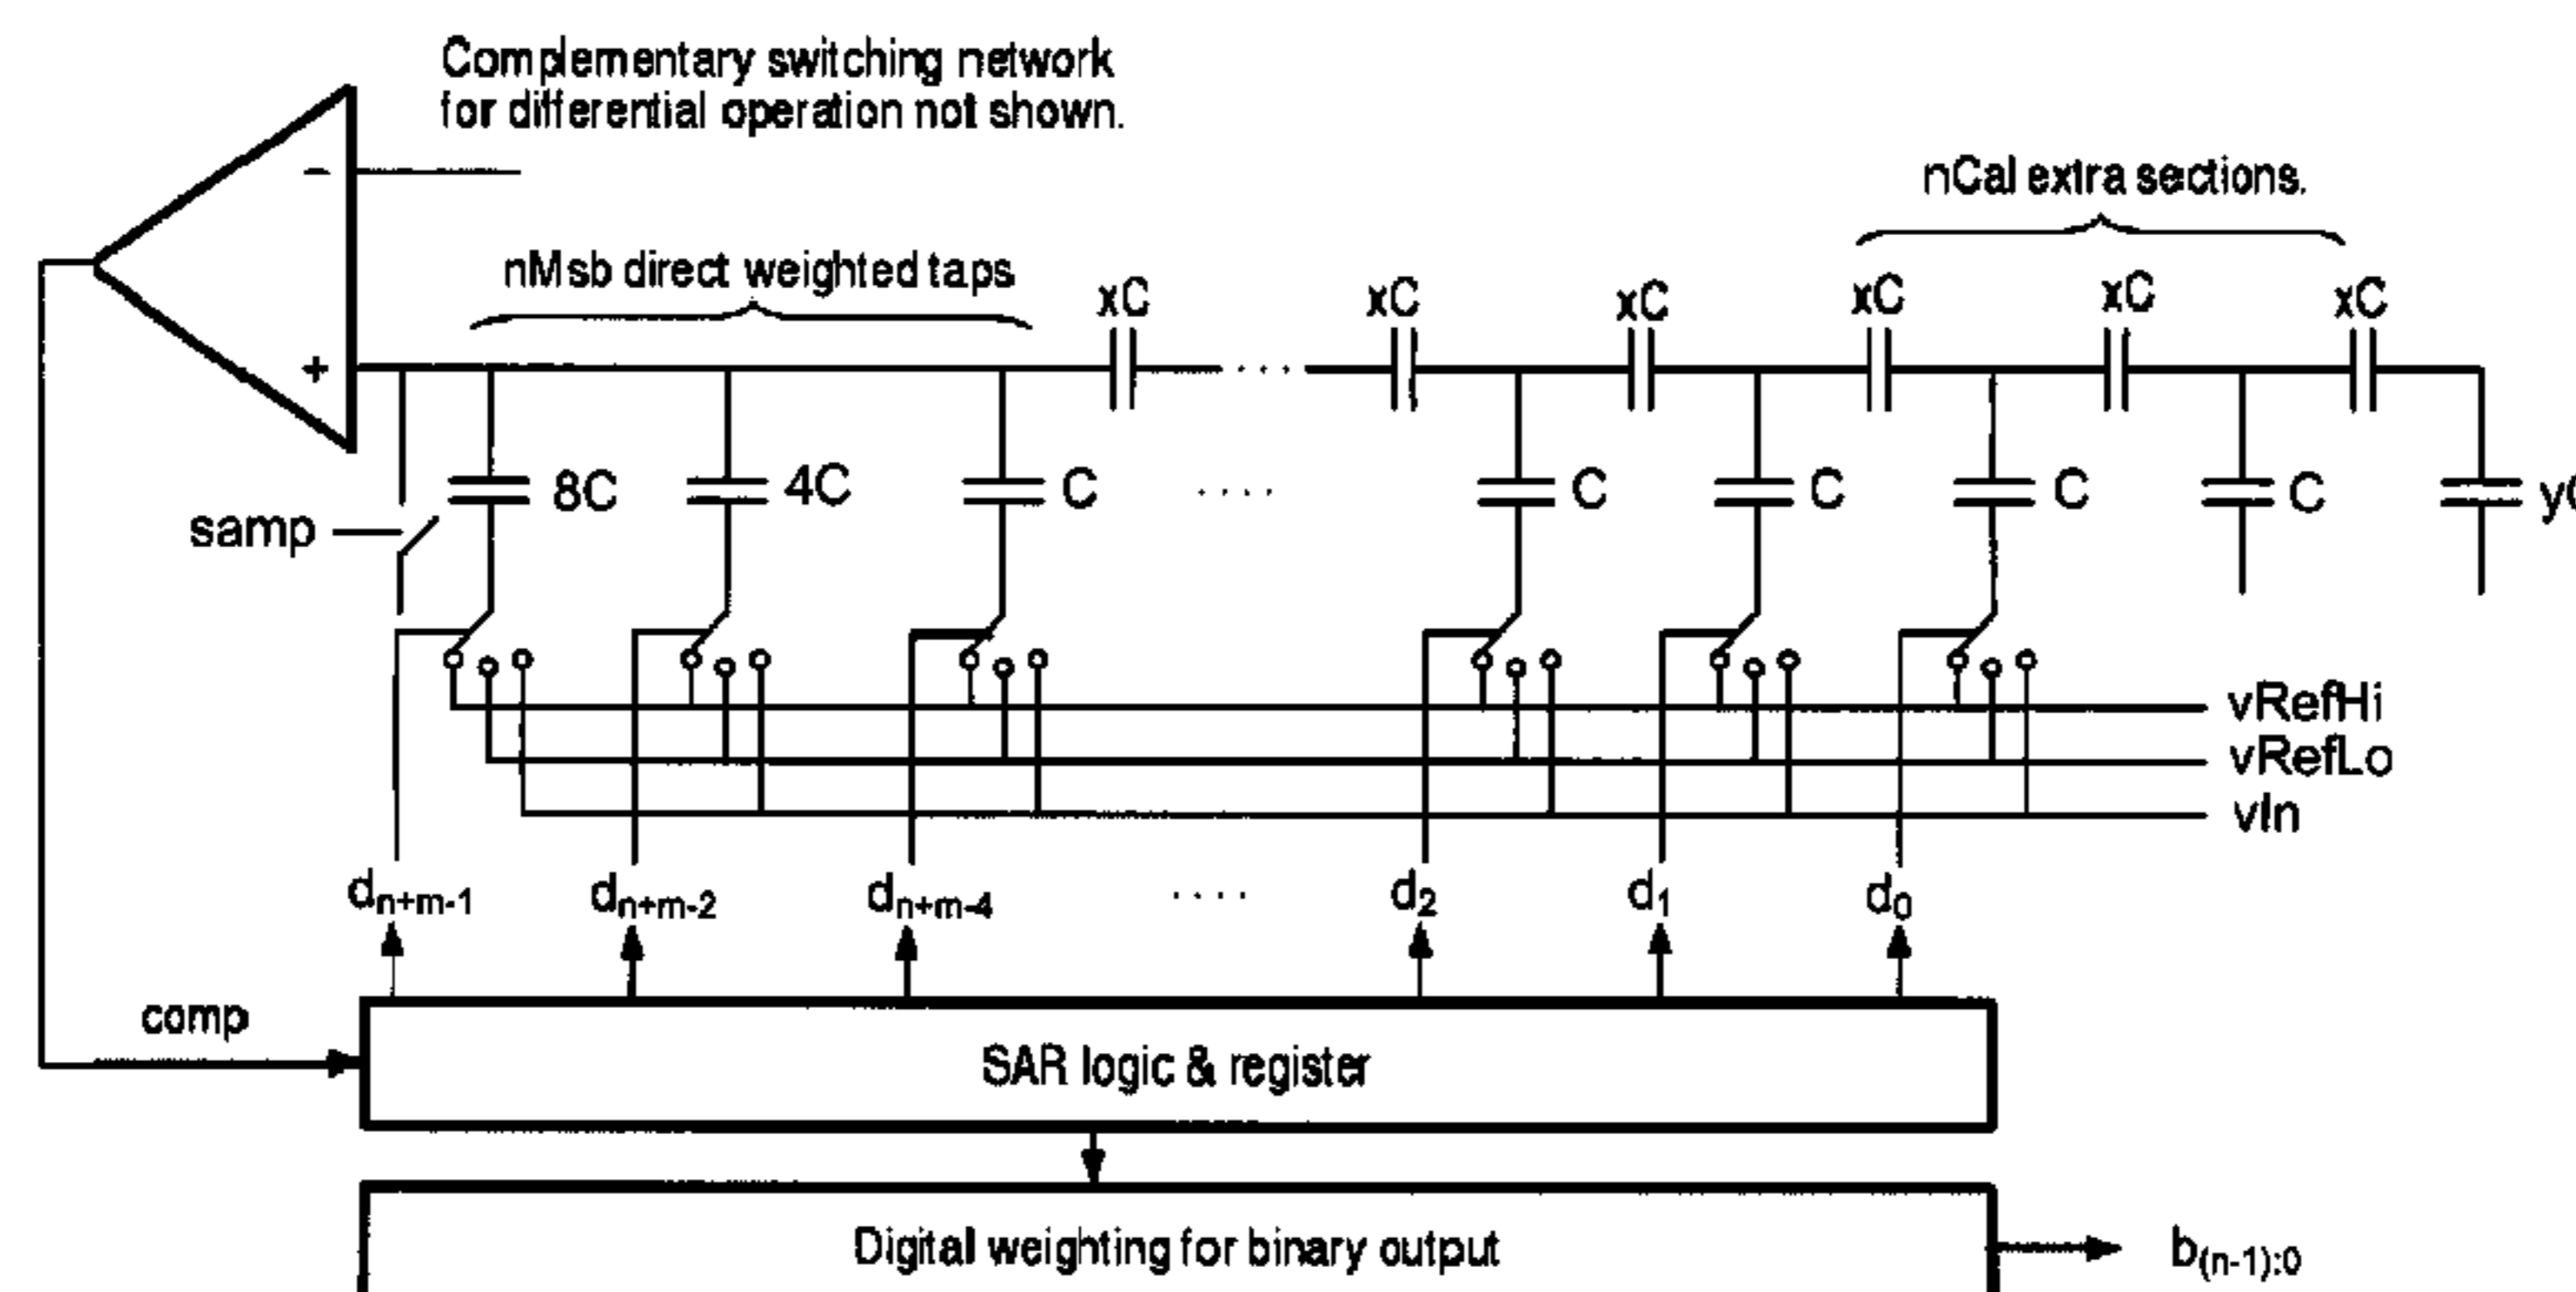 Complementary switching network
for differential operation not shown.
nCal extra sections.
nMsb direct weighted taps
xC
xC
xC
xC
xC
xC
−
+
8C
4C
C
....
C
C
C
C
samp
vRefHi
vRefLo
vIn
dn+m-1
dn+m-2
dn+m-4
....
d2
d1
d0
comp
SAR logic & register
Digital weighting for binary output
b(n-1):0